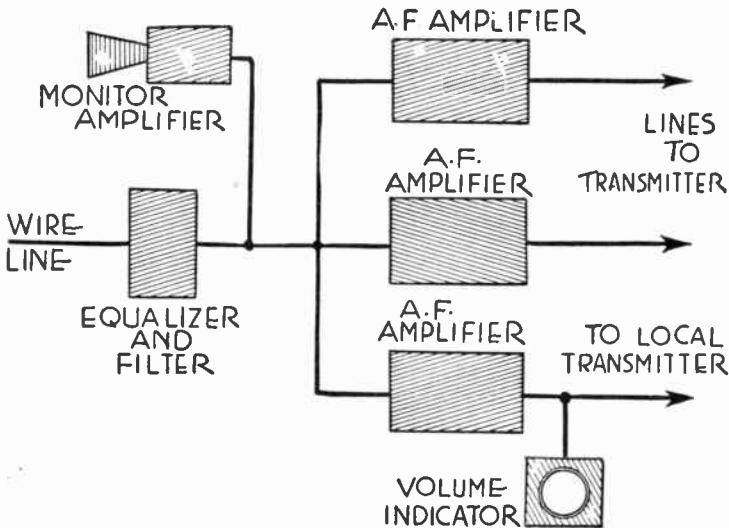 A.F AMPLIFIER
MONITOR
AMPLIFIER
LINES
TO
TRANSMITTER
A.F.
AMPLIFIER
WIRE
LINE
EQUALIZER
AND
FILTER
A.F.
AMPLIFIER
TO LOCAL
TRANSMITTER
VOLUME
INDICATOR